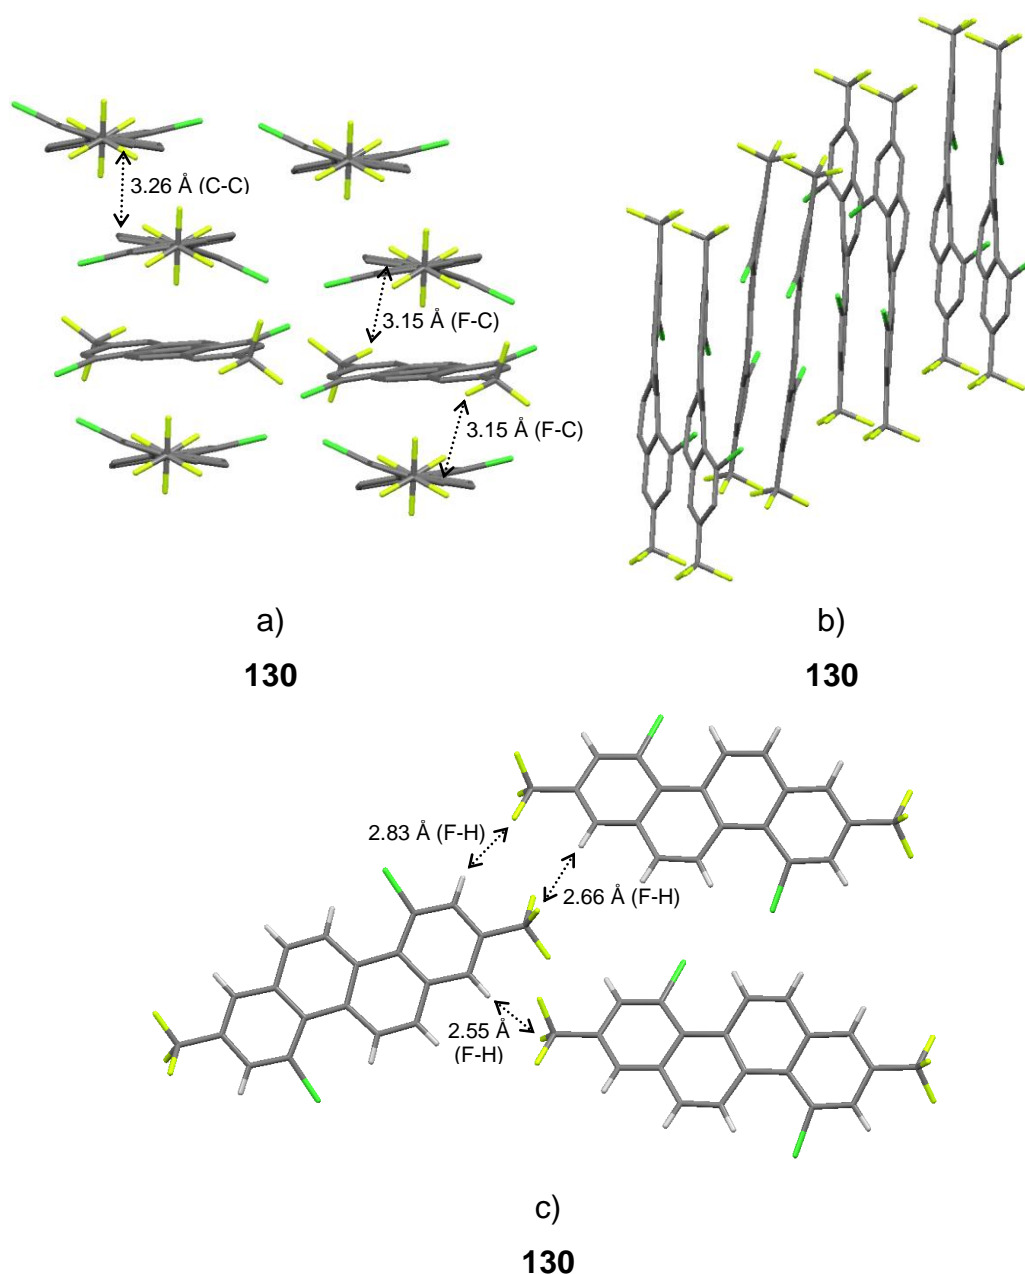 3.26 Å (C-C)
3.15 Å (F-C)
3.15 Å (F-C)
a)
130
b)
130
2.83 Å (F-H)
2.66 Å (F-H)
2.55 Å
(F-H)
c)
130